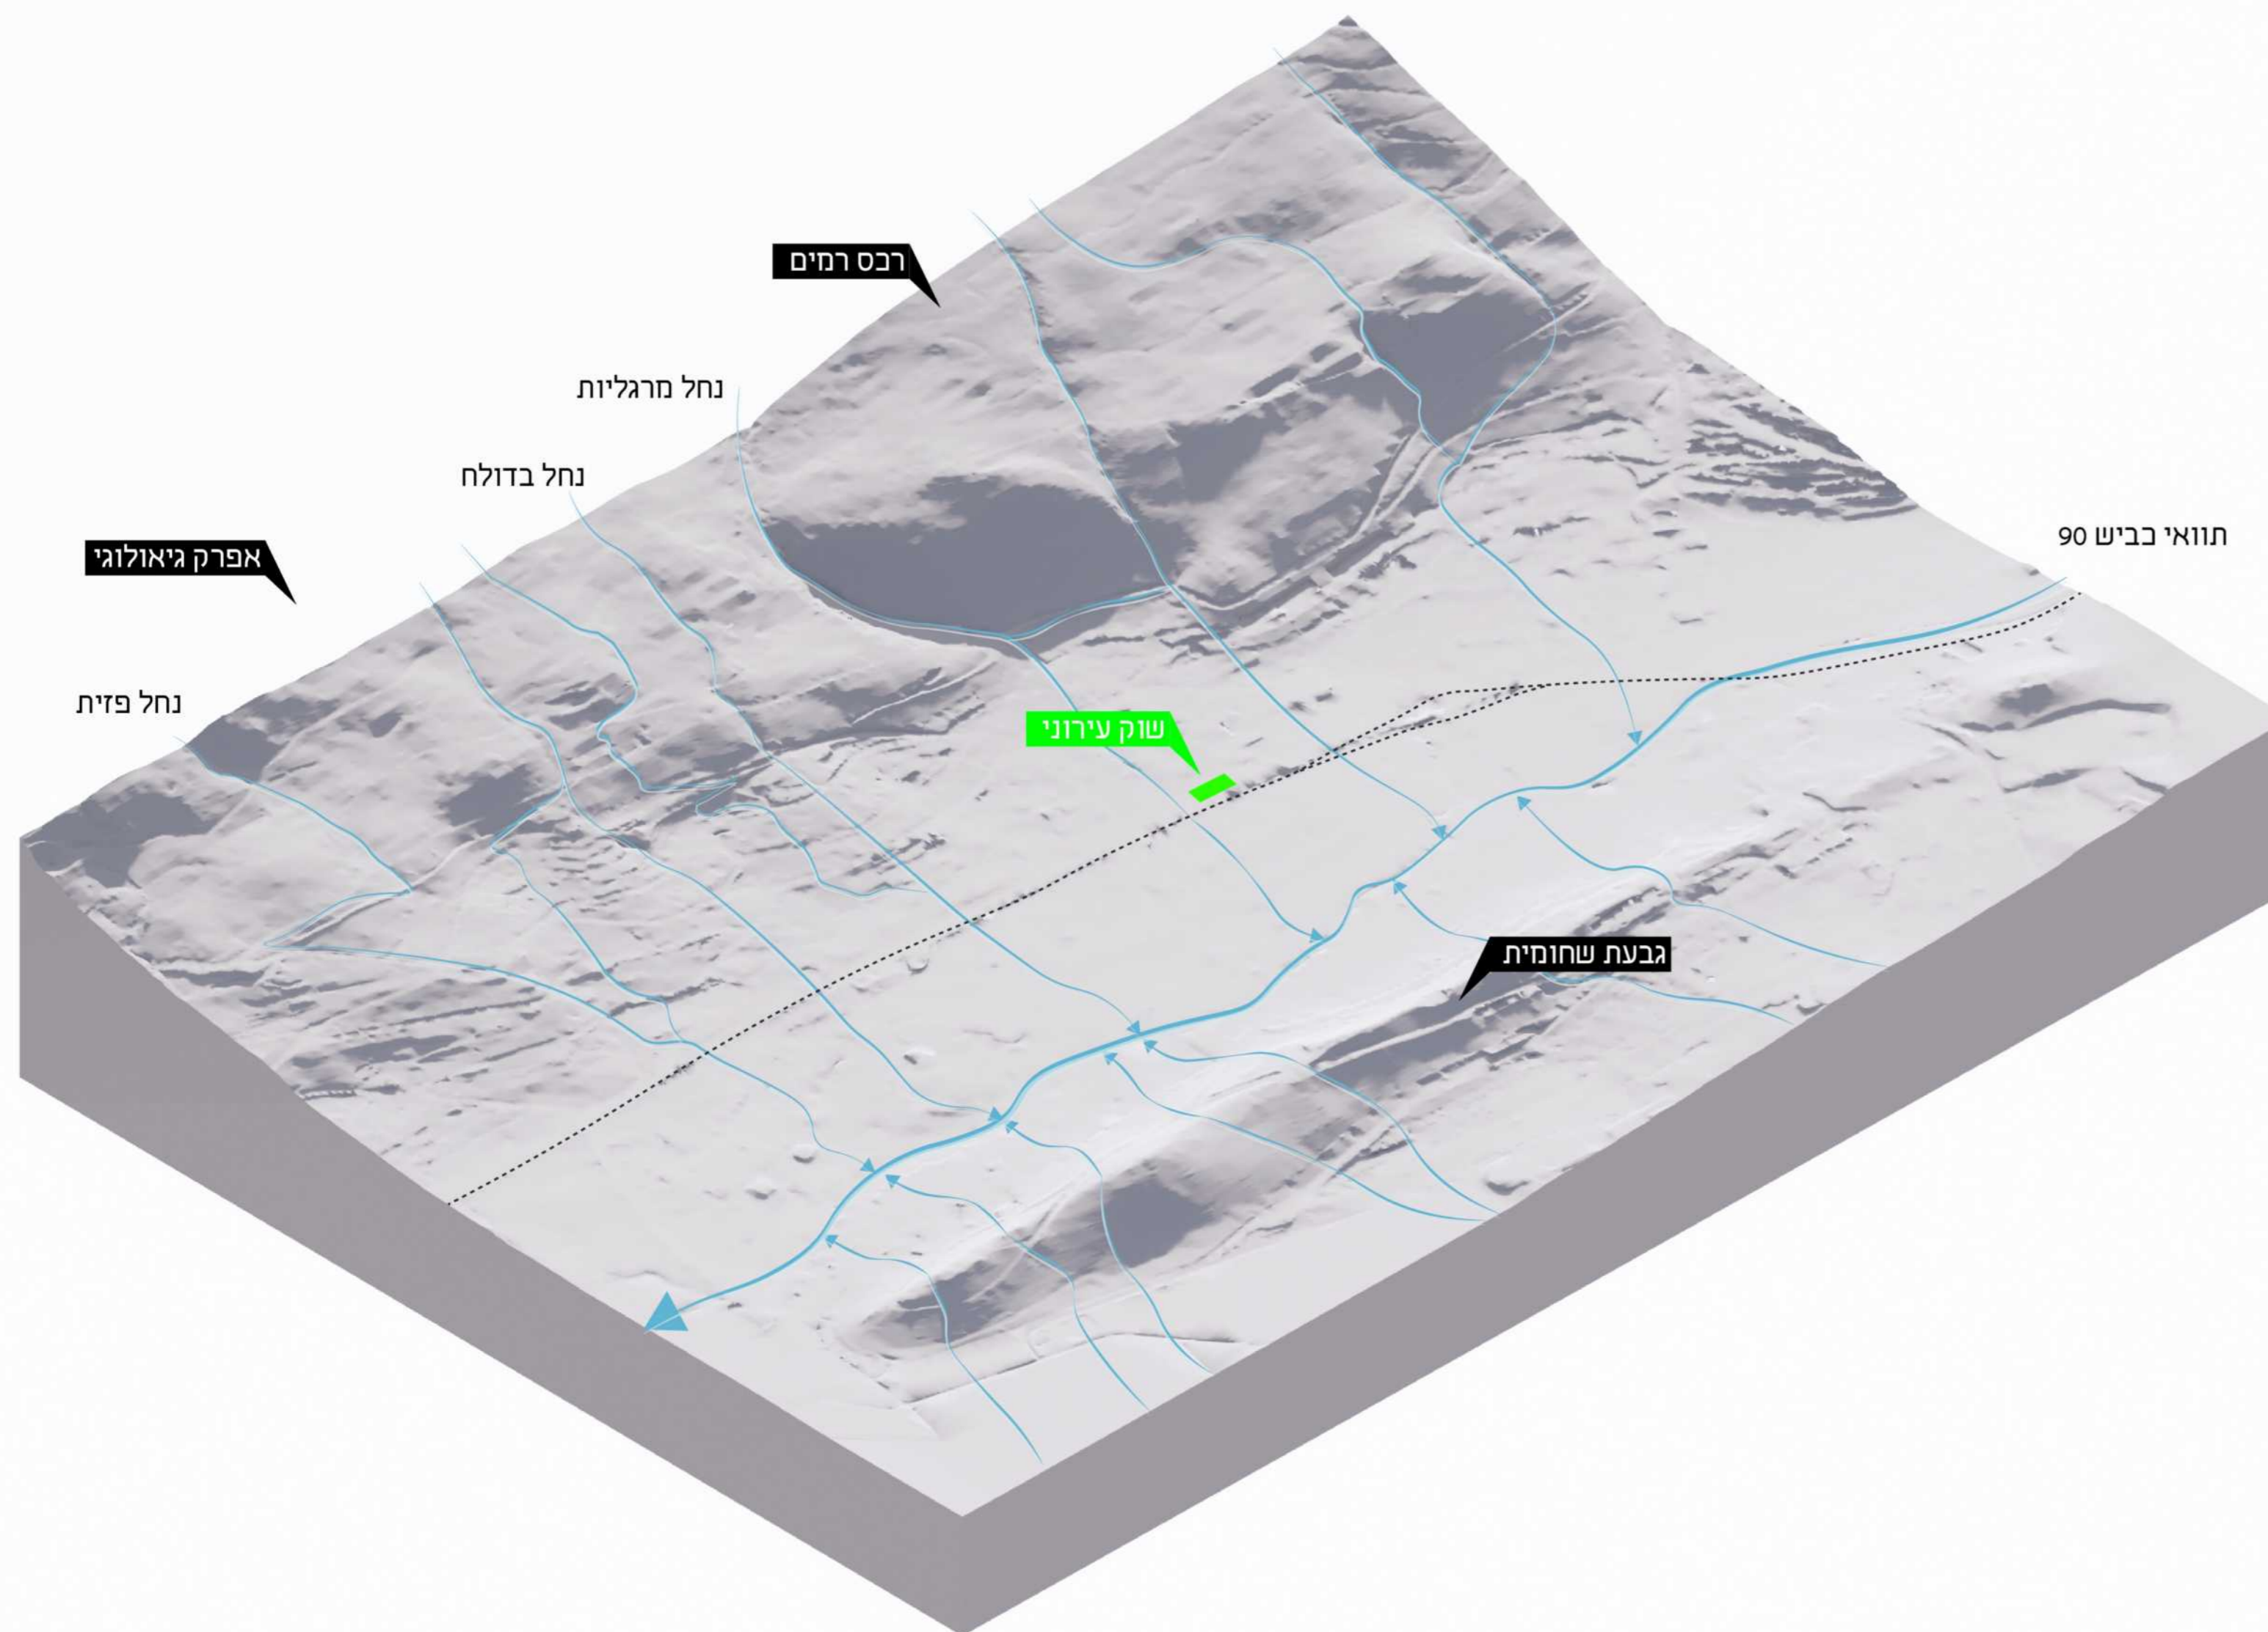 רכס רמים
נחל מרגליות
נחל בדולח
תוואי כביש 90
אפרק גיאולוגי
נחל פזית
שוק עירוני
גבעת שחומית